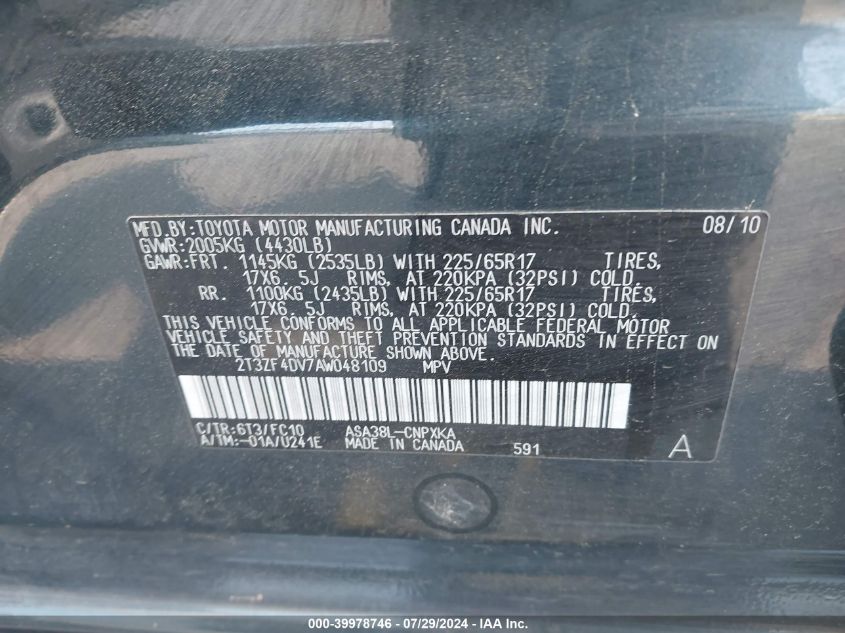 MFD.BY:TOYOTA MOTOR MANUFACTURING CANADA INC. 08/10
GVWR:2005KG (4430LB)
GAWR:FRT. 1145KG (2535LB) WITH 225/65R17 TIRES,
17X6. 5J RIMS, AT 220KPA (32PSI) COLD,
RR. 1100KG (2435LB) WITH 225/65R17 TIRES,
17X6. 5J RIMS, AT 220KPA (32PSI) COLD.
THIS VEHICLE CONFORMS TO ALL APPLICABLE FEDERAL MOTOR
VEHICLE SAFETY AND THEFT PREVENTION STANDARDS IN EFFECT ON
THE DATE OF MANUFACTURE SHOWN ABOVE.
2T3ZF4DV7AW048109 MPV
C/TR:6T3/FC10 ASA38L-CNPXKA
A/TM:-01A/U241E MADE IN CANADA 591 A
000-39978746 / 07/29/2024 - IAA Inc.